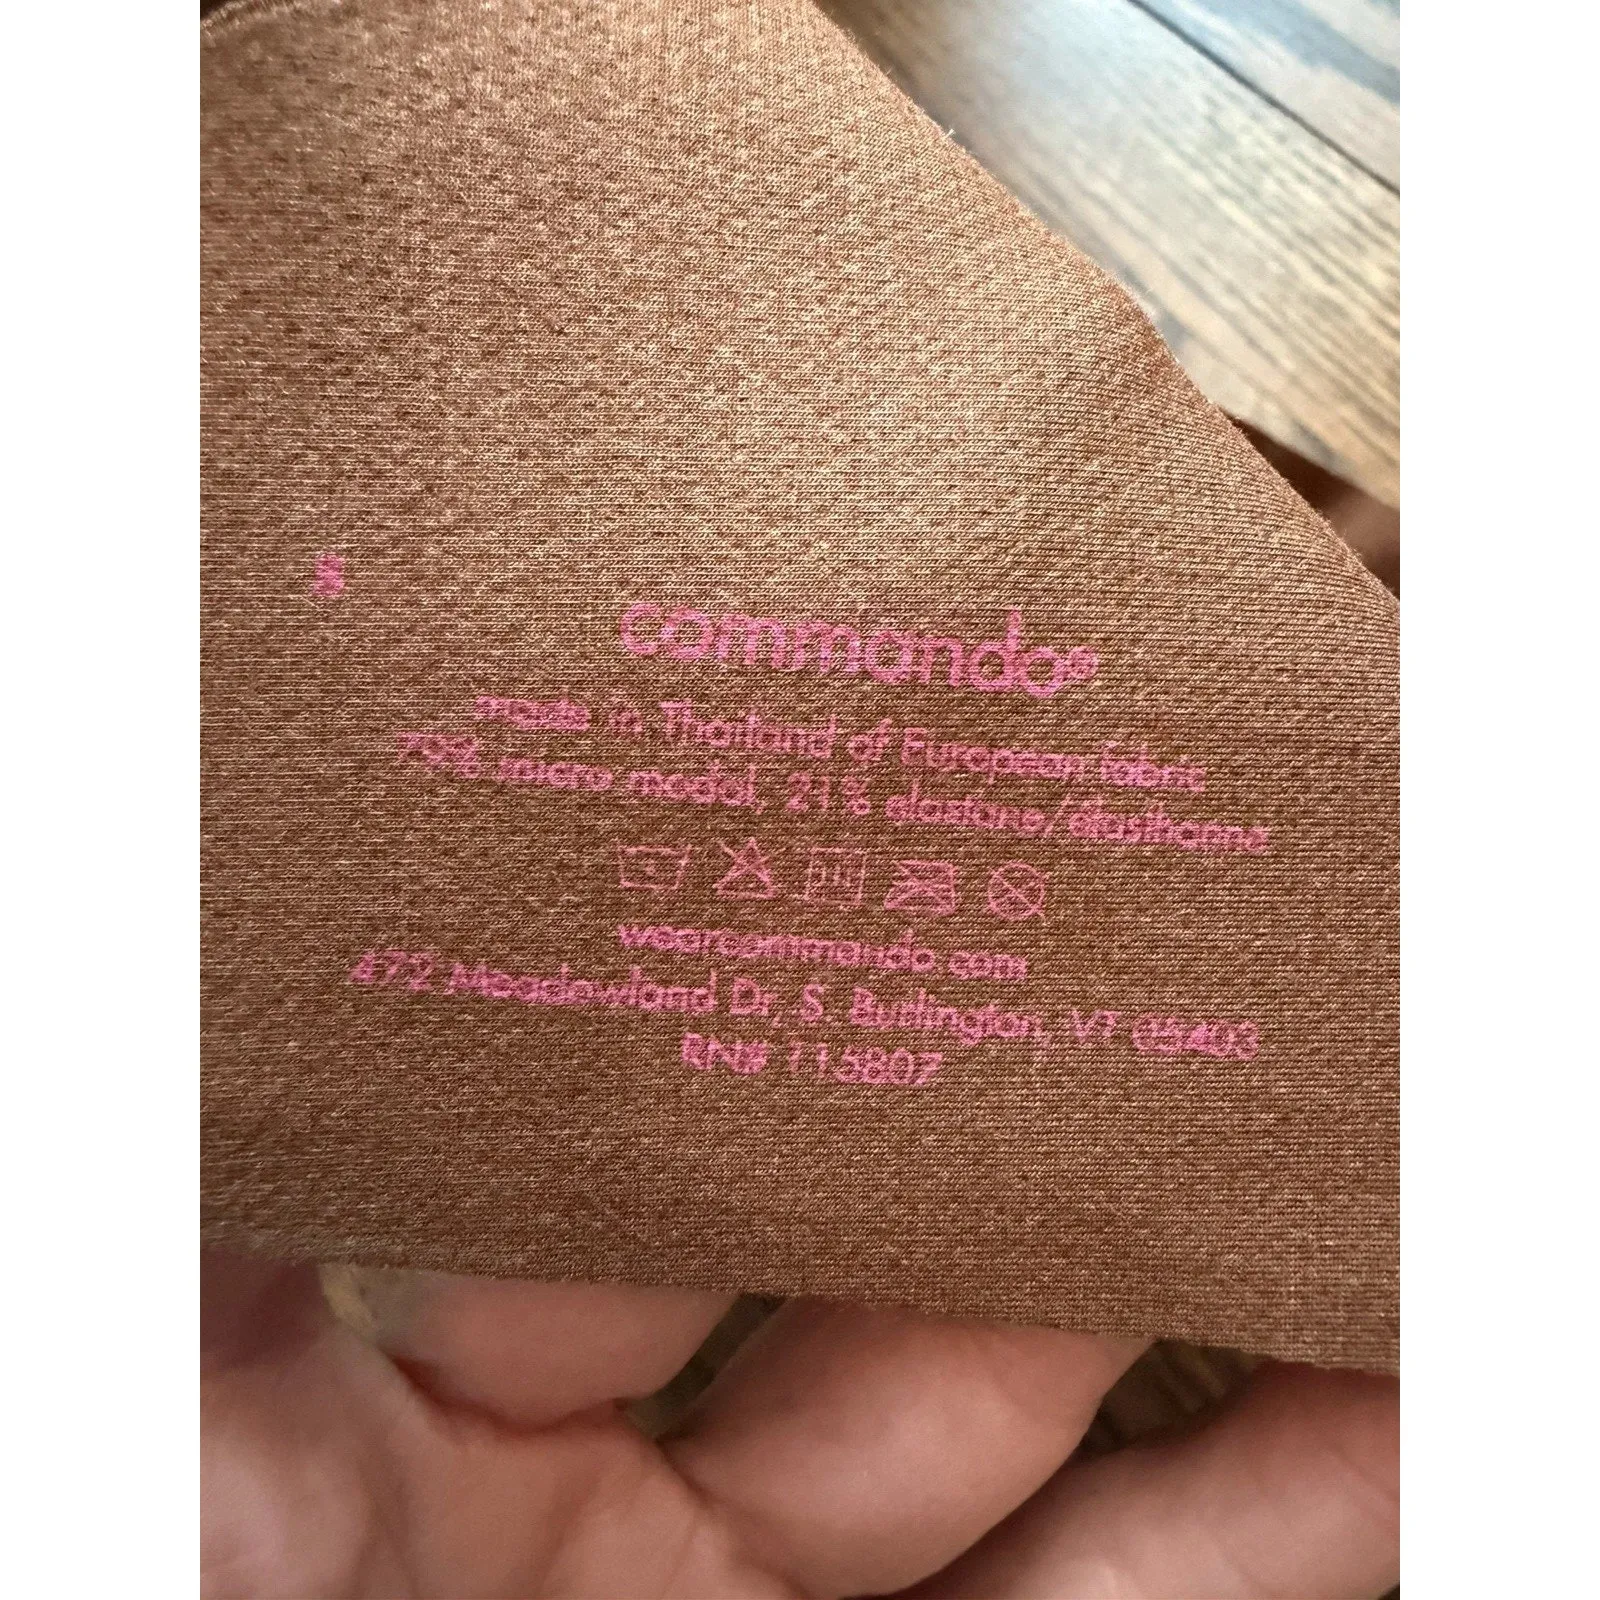 S
commando®
made in Thailand of European fabric
79% micro modal, 21% elastane/élasthanne
wearcommando.com
472 Meadowland Dr, S. Burlington, VT 05403
RN# 115807